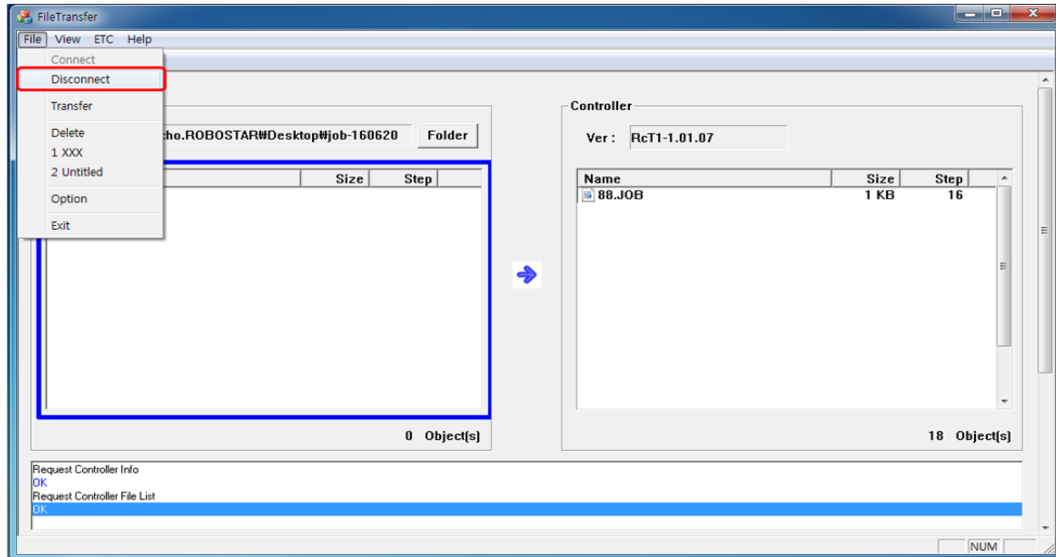 FileTransfer
File View ETC Help
Connect
Disconnect
Transfer
Delete
1 XXX
2 Untitled
Option
Exit
cho.ROBOSTAR₩Desktop₩job-160620 Folder
Size Step
0 Object(s)
Controller
Ver : RcT1-1.01.07
Name Size Step
88.JOB 1 KB 16
18 Object(s)
Request Controller Info
OK
Request Controller File List
OK
NUM